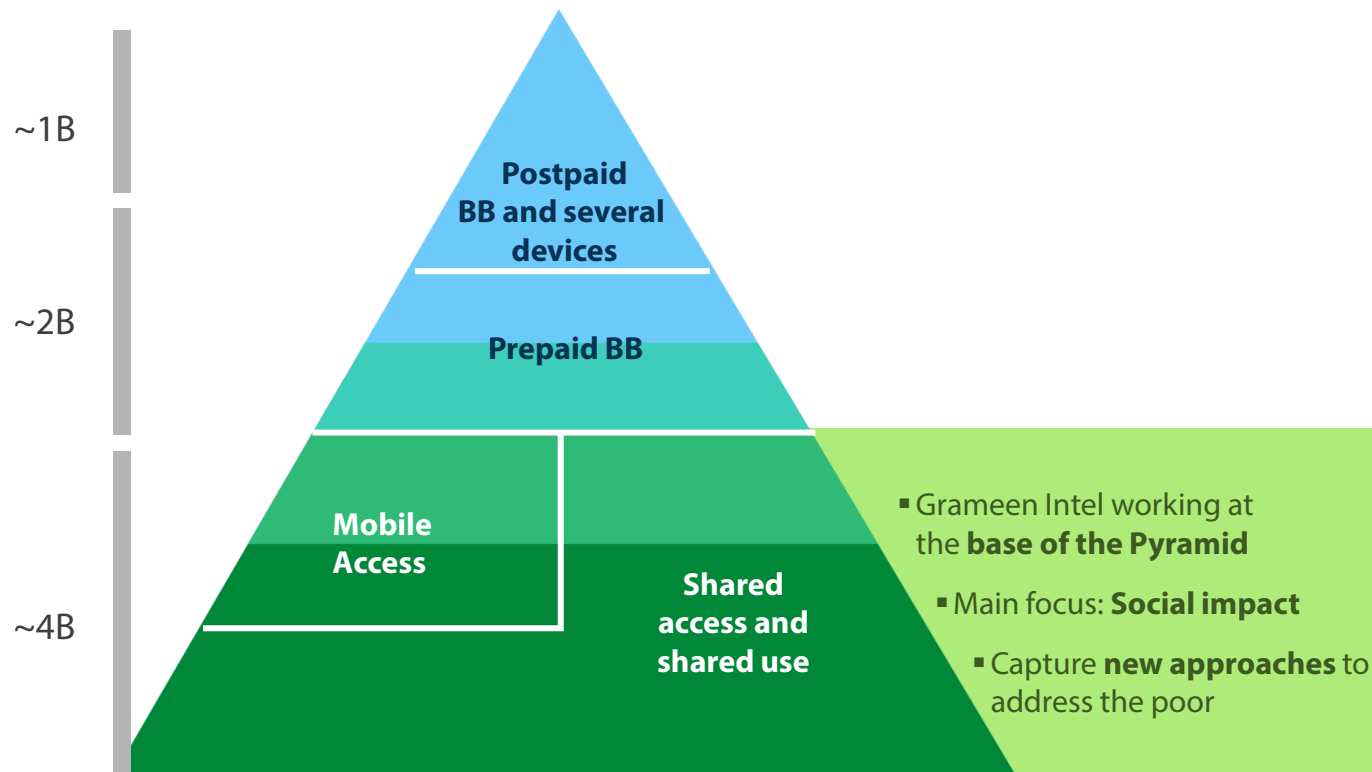 ~1B
Postpaid
BB and several
devices
~2B
Prepaid BB
Mobile
Access
~4B
Shared
access and
shared use
▪ Grameen Intel working at
the base of the Pyramid
▪ Main focus: Social impact
▪ Capture new approaches to
address the poor